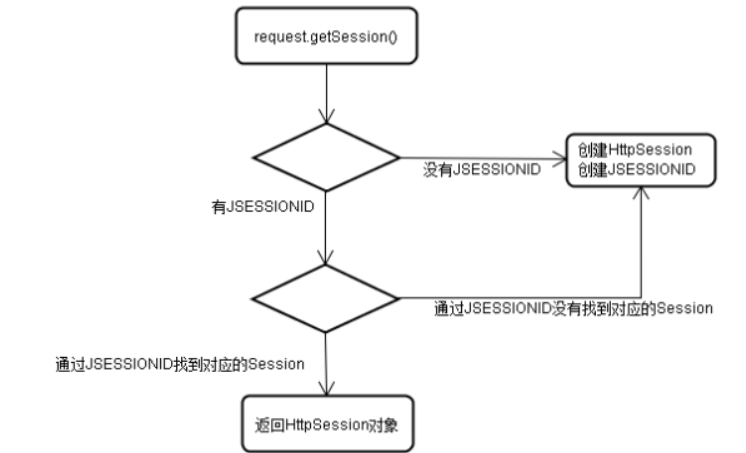 request.getSession()
没有JSESSIONID
创建HttpSession
创建JSESSIONID
有JSESSIONID
通过JSESSIONID没有找到对应的Session
通过JSESSIONID找到对应的Session
返回HttpSession对象